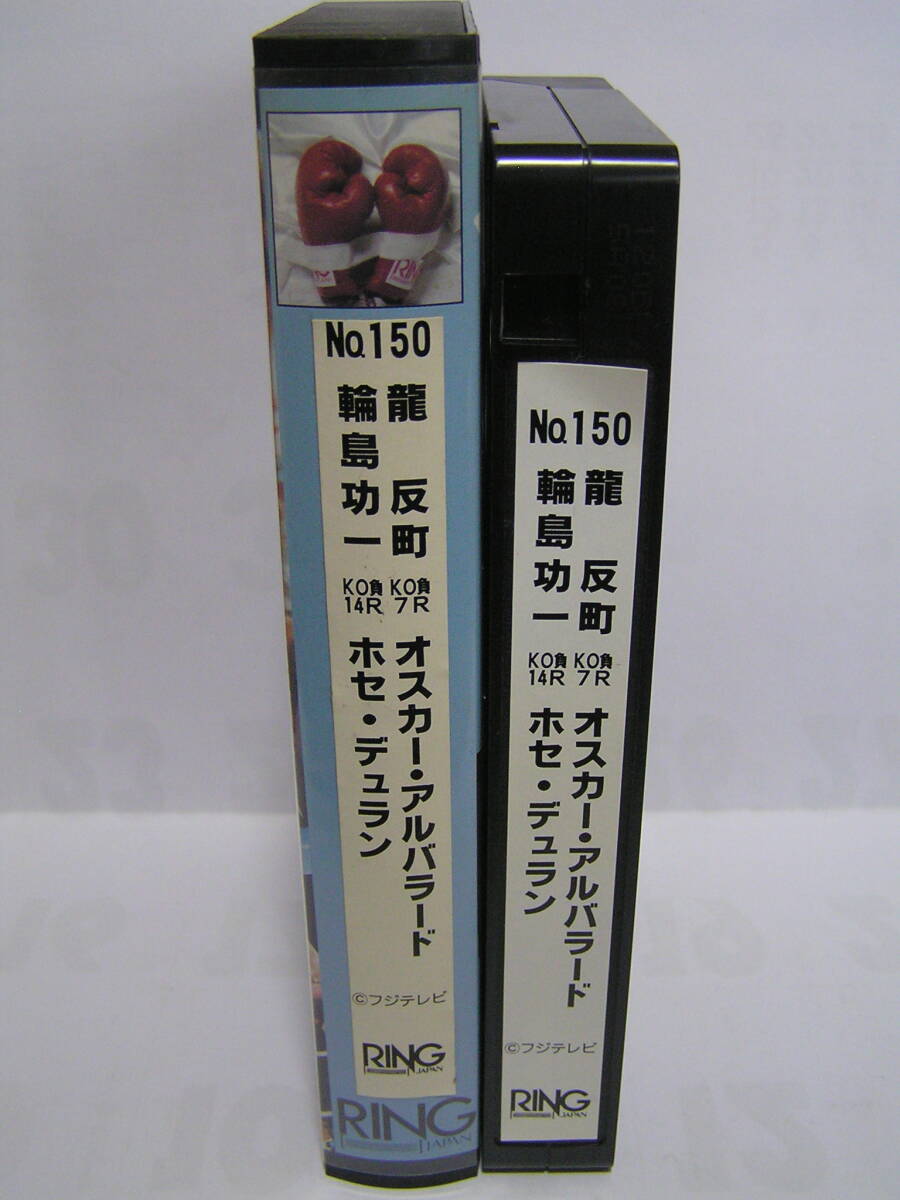 No.150
龍 反町
KO負
7R
オスカー・アルバラード
輪島功一
KO負
14R
ホセ・デュラン
©フジテレビ
RING
JAPAN
RING
JAPAN
No.150
龍 反町
KO負
7R
オスカー・アルバラード
輪島功一
KO負
14R
ホセ・デュラン
©フジテレビ
RING
JAPAN